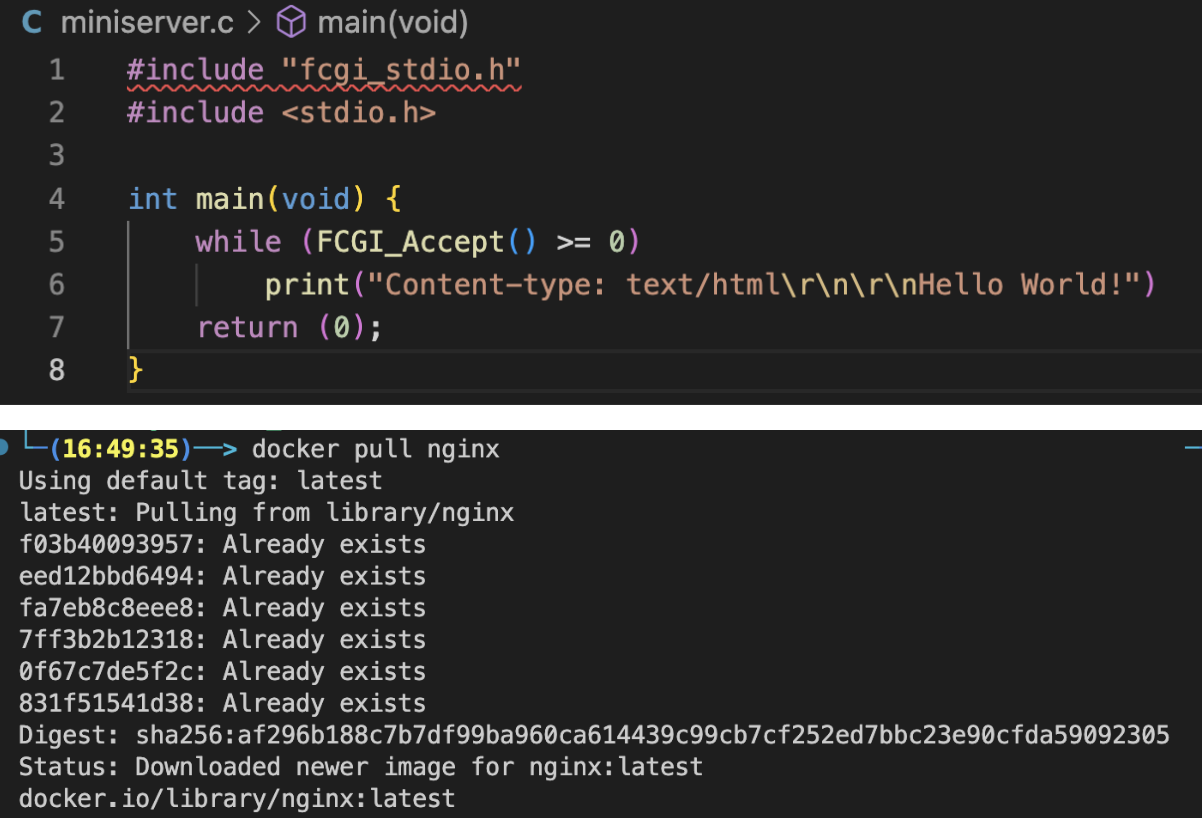 C miniserver.c > main(void)
1 #include "fcgi_stdio.h"
2 #include <stdio.h>
3
4 int main(void) {
5 while (FCGI_Accept() >= 0)
6 print("Content-type: text/html\r\n\r\nHello World!")
7 return (0);
8 }
└─(16:49:35)──> docker pull nginx
Using default tag: latest
latest: Pulling from library/nginx
f03b40093957: Already exists
eed12bbd6494: Already exists
fa7eb8c8eee8: Already exists
7ff3b2b12318: Already exists
0f67c7de5f2c: Already exists
831f51541d38: Already exists
Digest: sha256:af296b188c7b7df99ba960ca614439c99cb7cf252ed7bbc23e90cfda59092305
Status: Downloaded newer image for nginx:latest
docker.io/library/nginx:latest